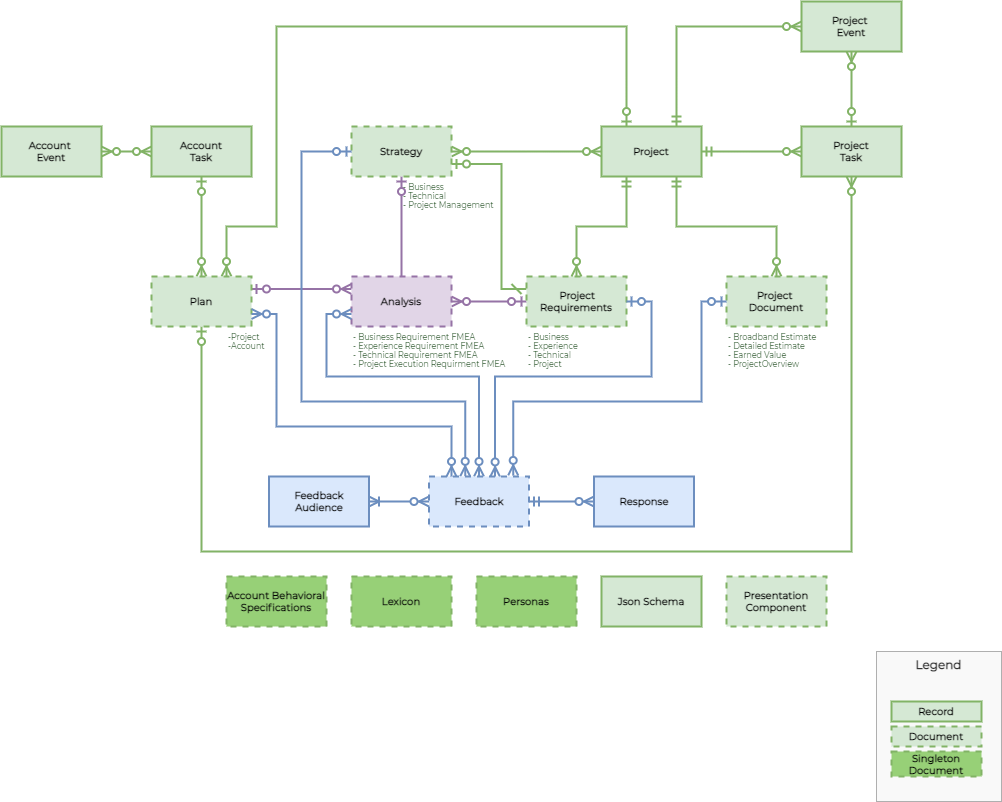 Project
Event
Account
Event
Account
Task
Strategy
Project
Project
Task
- Business
- Technical
- Project Management
Plan
Analysis
Project
Requirements
Project
Document
-Project
-Account
- Business Requirement FMEA
- Experience Requirement FMEA
- Technical Requirement FMEA
- Project Execution Requirment FMEA
- Business
- Experience
- Technical
- Project
- Broadband Estimate
- Detailed Estimate
- Earned Value
- ProjectOverview
Feedback
Audience
Feedback
Response
Account Behavioral
Specifications
Lexicon
Personas
Json Schema
Presentation
Component
Legend
Record
Document
Singleton
Document